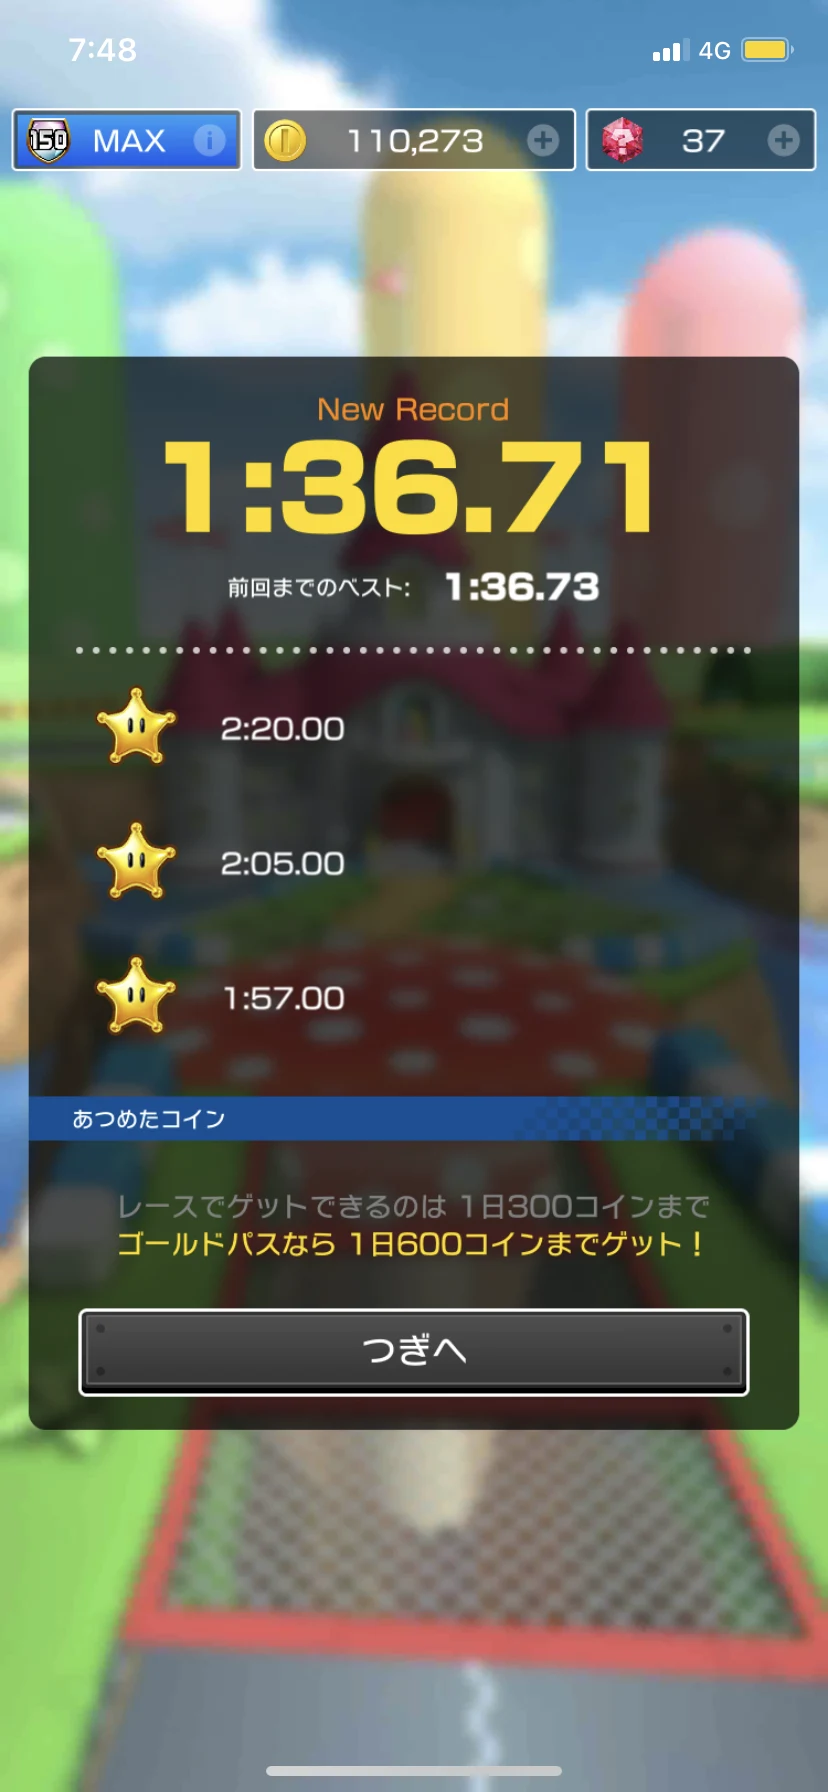 7:48 4G
150 MAX i 110,273 + ? 37 +
New Record
1:36.71
前回までのベスト: 1:36.73
2:20.00
2:05.00
1:57.00
あつめたコイン
レースでゲットできるのは 1日300コインまで
ゴールドパスなら 1日600コインまでゲット！
つぎへ